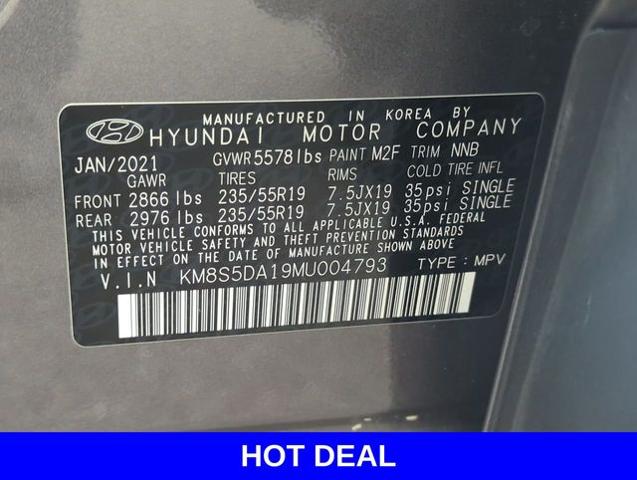 MANUFACTURED IN KOREA BY
HYUNDAI MOTOR COMPANY
JAN/2021 GVWR 5578lbs PAINT M2F TRIM NNB
GAWR TIRES RIMS COLD TIRE INFL
FRONT 2866 lbs 235/55R19 7.5JX19 35psi SINGLE
REAR 2976 lbs 235/55R19 7.5JX19 35psi SINGLE
THIS VEHICLE CONFORMS TO ALL APPLICABLE U.S.A. FEDERAL
MOTOR VEHICLE SAFETY BUMPER AND THEFT PREVENTION STANDARDS
IN EFFECT ON THE DATE OF MANUFACTURE SHOWN ABOVE
V.I.N KM8S5DA19MU004793 TYPE : MPV
HOT DEAL